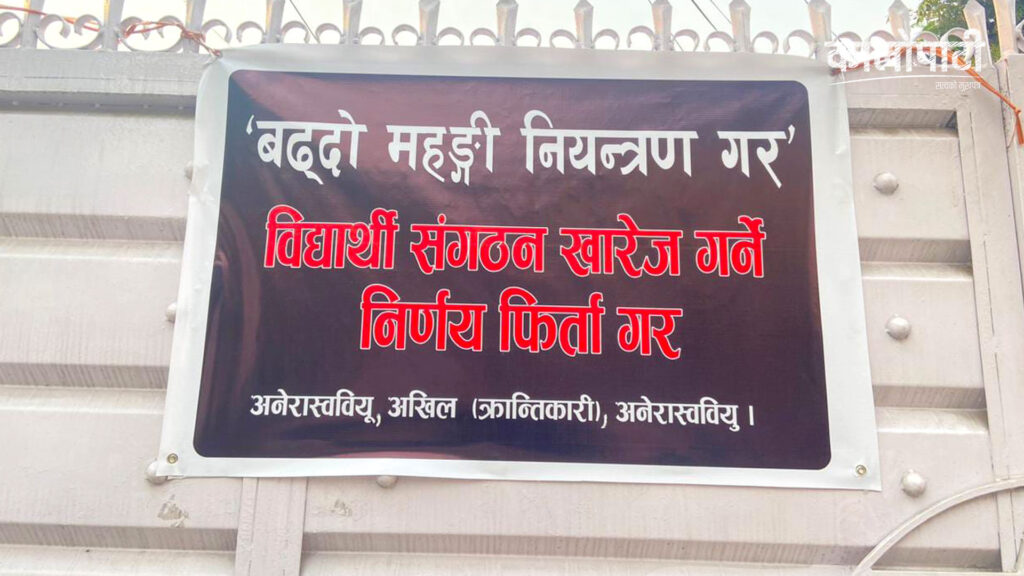 ‘बढ्दो महङ्गी नियन्त्रण गर’
विद्यार्थी संगठन खारेज गर्ने
निर्णय फिर्ता गर
अनेरास्ववियू, अखिल (क्रान्तिकारी), अनेरास्ववियु ।